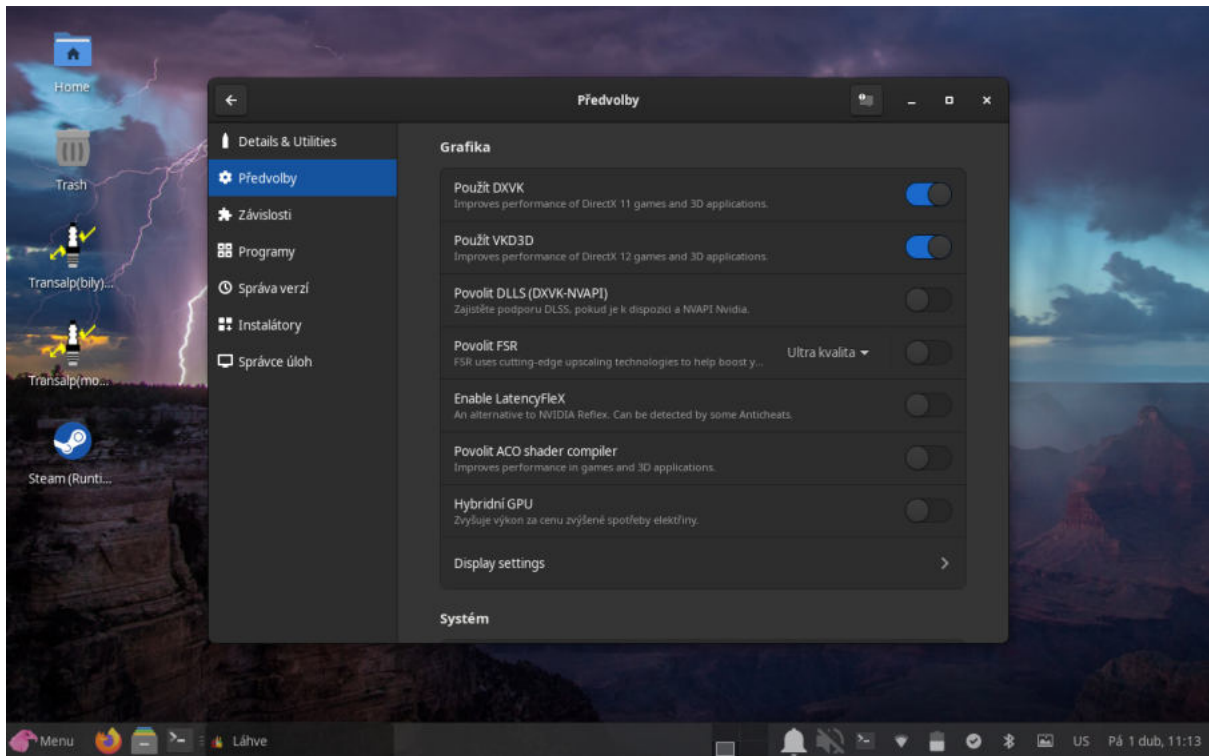 Home
Trash
Transalp(bily)...
Transalp(mo...
Steam (Runti...
Předvolby
Details & Utilities
Předvolby
Závislosti
Programy
Správa verzí
Instalátory
Správce úloh
Grafika
Použít DXVK
Improves performance of DirectX 11 games and 3D applications.
Použít VKD3D
Improves performance of DirectX 12 games and 3D applications.
Povolit DLLS (DXVK-NVAPI)
Zajistěte podporu DLSS, pokud je k dispozici a NVAPI Nvidia.
Povolit FSR
FSR uses cutting-edge upscaling technologies to help boost y...
Ultra kvalita
Enable LatencyFleX
An alternative to NVIDIA Reflex. Can be detected by some Anticheats.
Povolit ACO shader compiler
Improves performance in games and 3D applications.
Hybridní GPU
Zvyšuje výkon za cenu zvýšené spotřeby elektřiny.
Display settings
Systém
Menu
Láhve
US
Pá 1 dub, 11:13